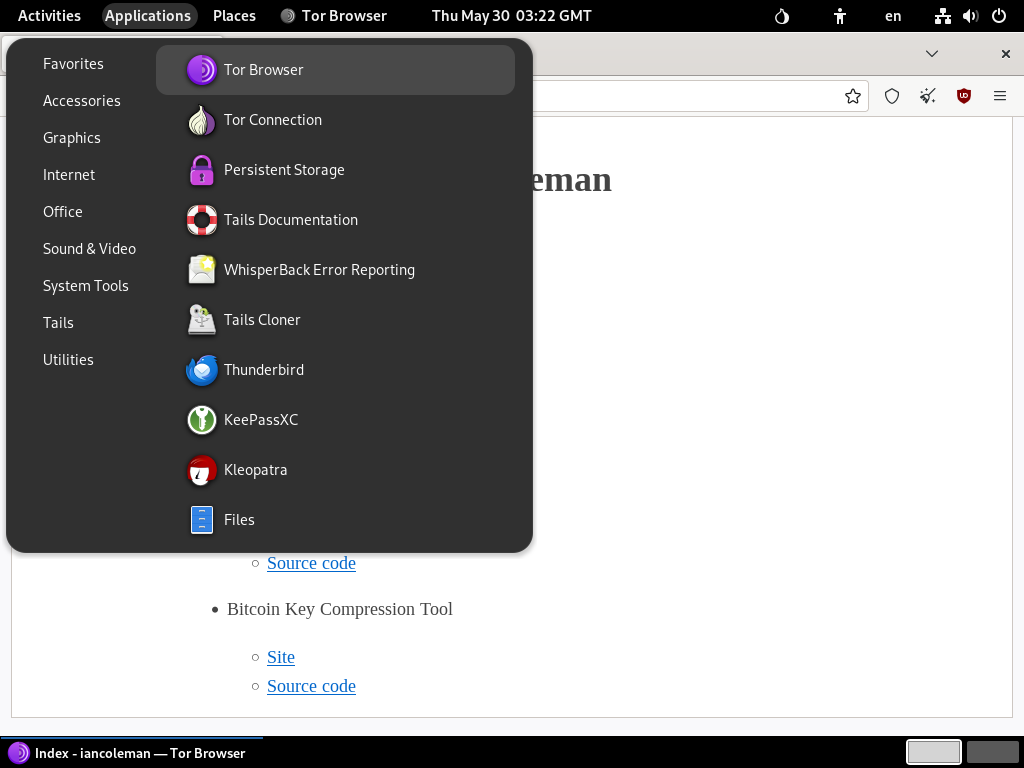 Activities Applications Places Tor Browser Thu May 30 03:22 GMT en
Favorites
Accessories
Graphics
Internet
Office
Sound & Video
System Tools
Tails
Utilities
Tor Browser
Tor Connection
Persistent Storage
Tails Documentation
WhisperBack Error Reporting
Tails Cloner
Thunderbird
KeePassXC
Kleopatra
Files
eman
Source code
Bitcoin Key Compression Tool
Site
Source code
Index - iancoleman — Tor Browser